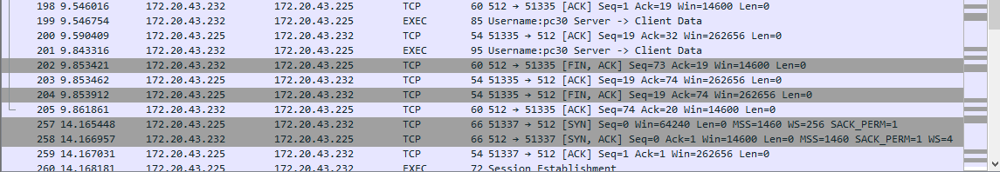 198 9.546016 172.20.43.232 172.20.43.225 TCP 60 512 → 51335 [ACK] Seq=1 Ack=19 Win=14600 Len=0
199 9.546754 172.20.43.232 172.20.43.225 EXEC 85 Username:pc30 Server -> Client Data
200 9.590409 172.20.43.225 172.20.43.232 TCP 54 51335 → 512 [ACK] Seq=19 Ack=32 Win=262656 Len=0
201 9.843316 172.20.43.232 172.20.43.225 EXEC 95 Username:pc30 Server -> Client Data
202 9.853421 172.20.43.232 172.20.43.225 TCP 60 512 → 51335 [FIN, ACK] Seq=73 Ack=19 Win=14600 Len=0
203 9.853462 172.20.43.225 172.20.43.232 TCP 54 51335 → 512 [ACK] Seq=19 Ack=74 Win=262656 Len=0
204 9.853912 172.20.43.225 172.20.43.232 TCP 54 51335 → 512 [FIN, ACK] Seq=19 Ack=74 Win=262656 Len=0
205 9.861861 172.20.43.232 172.20.43.225 TCP 60 512 → 51335 [ACK] Seq=74 Ack=20 Win=14600 Len=0
257 14.165448 172.20.43.225 172.20.43.232 TCP 66 51337 → 512 [SYN] Seq=0 Win=64240 Len=0 MSS=1460 WS=256 SACK_PERM=1
258 14.166957 172.20.43.232 172.20.43.225 TCP 66 512 → 51337 [SYN, ACK] Seq=0 Ack=1 Win=14600 Len=0 MSS=1460 SACK_PERM=1 WS=4
259 14.167031 172.20.43.225 172.20.43.232 TCP 54 51337 → 512 [ACK] Seq=1 Ack=1 Win=262656 Len=0
260 14.168181 172.20.43.225 172.20.43.232 EXEC 72 Session Establishment